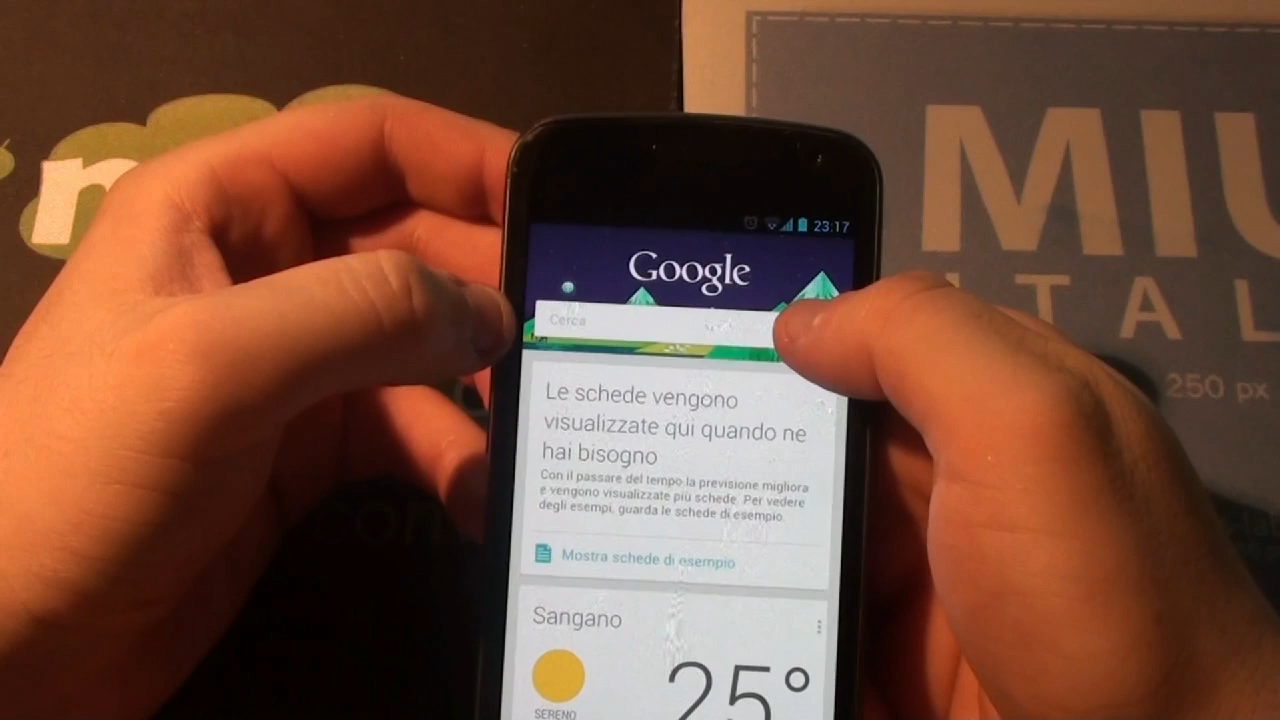 MIU
ITAL
250 px
23:17
Google
Cerca
Le schede vengono
visualizzate qui quando ne
hai bisogno
Con il passare del tempo la previsione migliora
e vengono visualizzate più schede. Per vedere
degli esempi, guarda le schede di esempio.
Mostra schede di esempio
Sangano
25°
SERENO
com